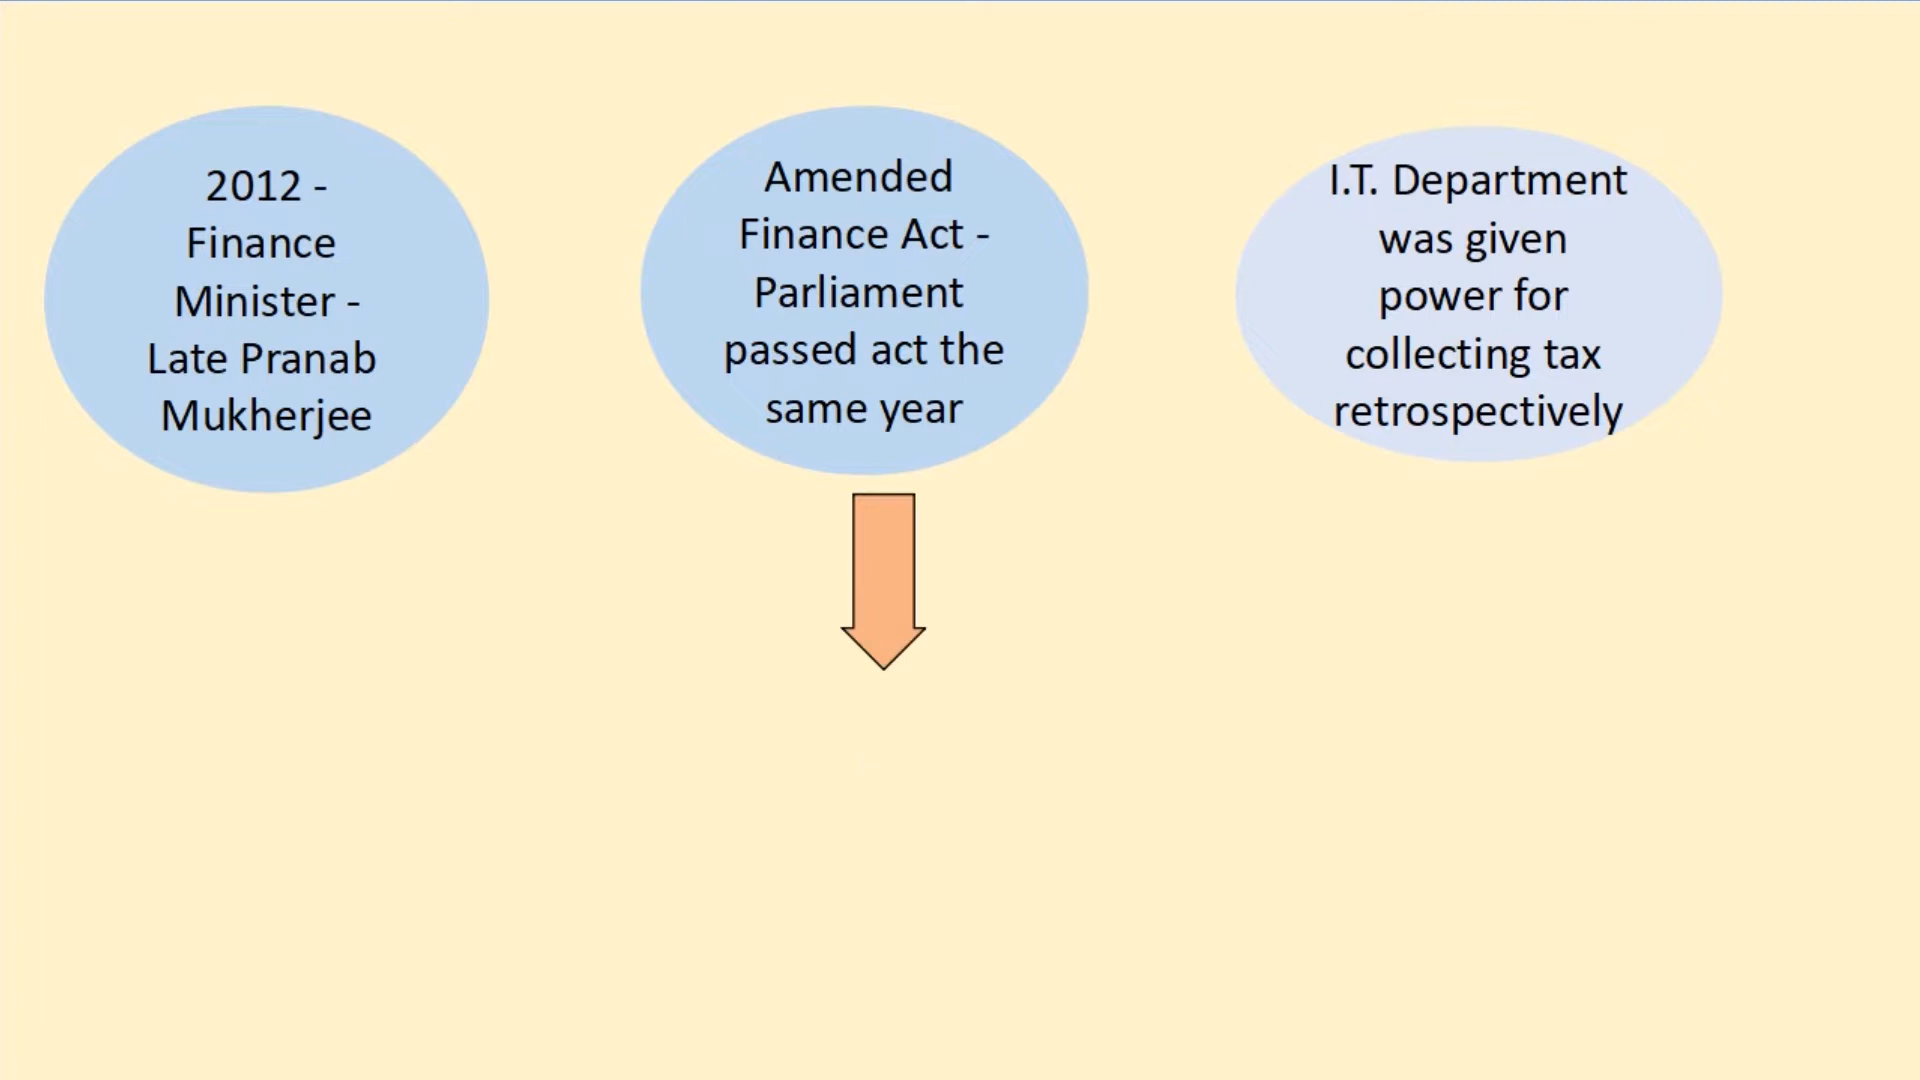 2012 -
Finance
Minister -
Late Pranab
Mukherjee
Amended
Finance Act -
Parliament
passed act the
same year
I.T. Department
was given
power for
collecting tax
retrospectively